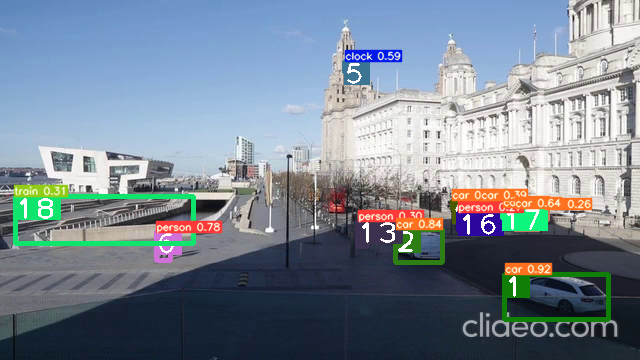 clock 0.59
5
train 0.31
18
person 0.78
6
person 0.30
13
car 0.84
2
car 0.39
person 0.2
16
car 0.64
0.26
17
car 0.92
1
cliaeo.com